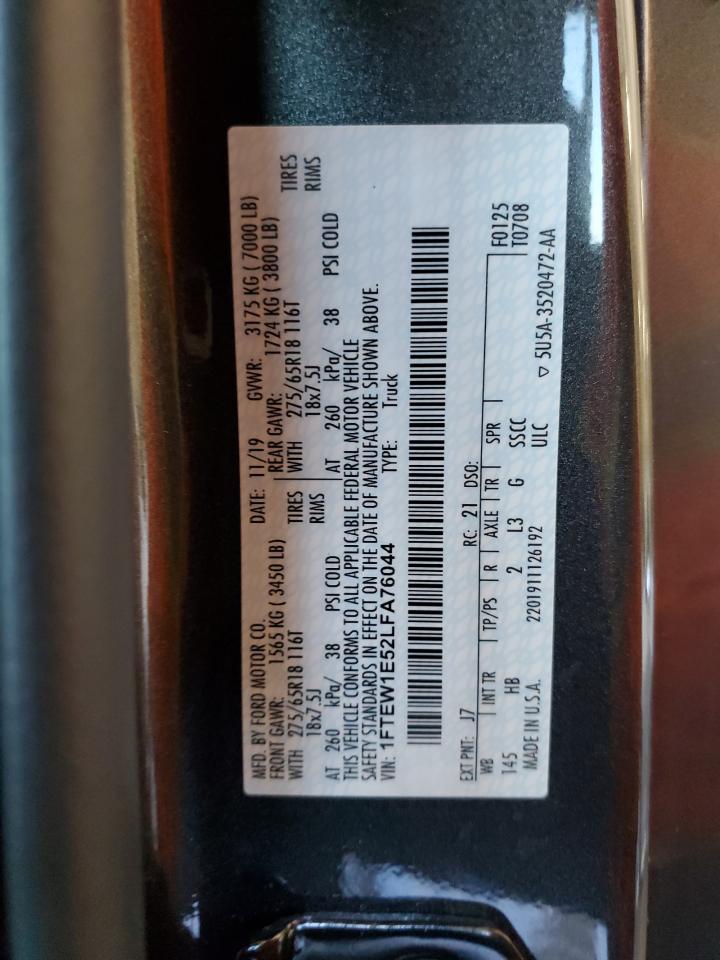 MFD. BY FORD MOTOR CO.
DATE: 11/19 GVWR: 3175 KG ( 7000 LB)
FRONT GAWR: 1565 KG ( 3450 LB) REAR GAWR: 1724 KG ( 3800 LB)
WITH 275/65R18 116T TIRES WITH 275/65R18 116T TIRES
18x7.5J RIMS 18x7.5J RIMS
AT 260 kPa/ 38 PSI COLD AT 260 kPa/ 38 PSI COLD
THIS VEHICLE CONFORMS TO ALL APPLICABLE FEDERAL MOTOR VEHICLE
SAFETY STANDARDS IN EFFECT ON THE DATE OF MANUFACTURE SHOWN ABOVE.
VIN: 1FTEW1E52LFA76044 TYPE: Truck
EXT PNT: J7 RC: 21 DSO:
WB INT TR TP/PS R AXLE TR SPR F0125
145 HB 2 L3 G SSCC T0708
MADE IN U.S.A. 2201911126192 ULC ▽ 5U5A-3520472-AA